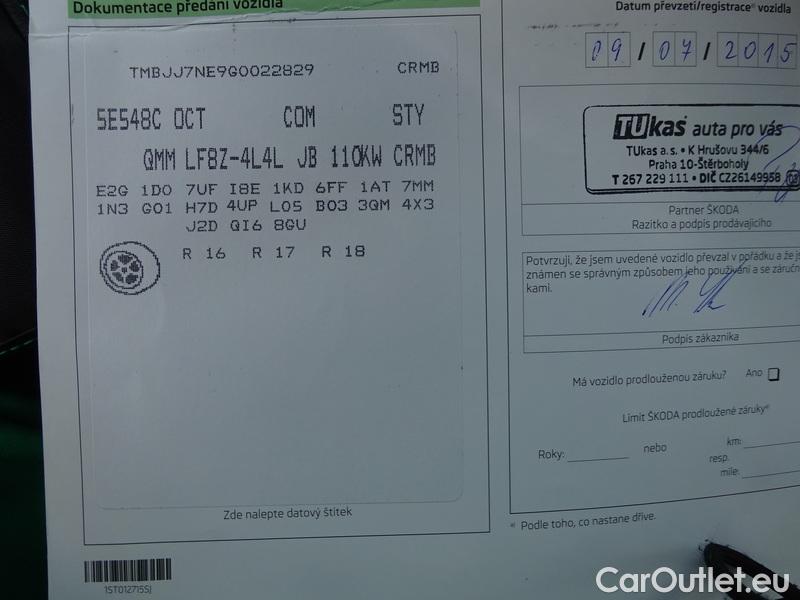 Dokumentace předání vozidla
TMBJJ7NE9G0022829 CRMB
5E548C OCT COM STY
QMM LF8Z-4L4L JB 110KW CRMB
E2G 1D0 7UF I8E 1KD 6FF 1AT 7MM
1N3 G01 H7D 4UP L05 B03 3QM 4X3
J2D QI6 8GU
R 16 R 17 R 18
Zde nalepte datový štítek
1ST012715SJ
Datum převzetí/registrace* vozidla
09 / 07 / 2015
TUkas auto pro vás
TUkas a.s. • K Hrušovu 344/6
Praha 10-Štěrboholy
T 267 229 111 • DIČ CZ26149958
Partner ŠKODA
Razítko a podpis prodávajícího
Potvrzuji, že jsem uvedené vozidlo převzal v pořádku a že
známen se správným způsobem jeho používání a se záruční
kami.
Podpis zákazníka
Má vozidlo prodlouženou záruku? Ano
Limit ŠKODA prodloužené záruky*
Roky: nebo km:
resp.
míle:
*) Podle toho, co nastane dříve.
CarOutlet.eu